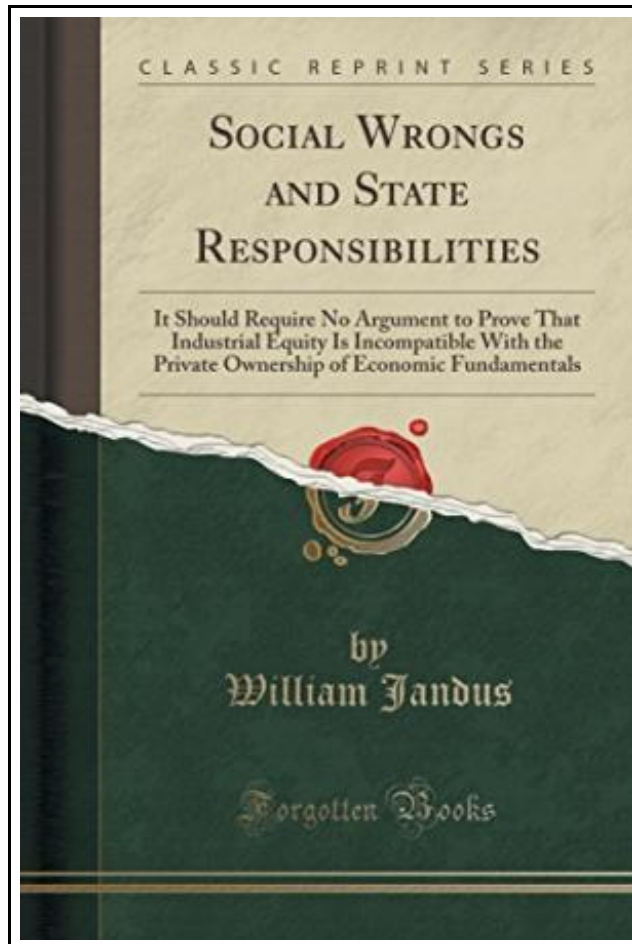 CLASSIC REPRINT SERIES
SOCIAL WRONGS
AND STATE
RESPONSIBILITIES
It Should Require No Argument to Prove That
Industrial Equity Is Incompatible With the
Private Ownership of Economic Fundamentals
by
William Jandus
Forgotten Books